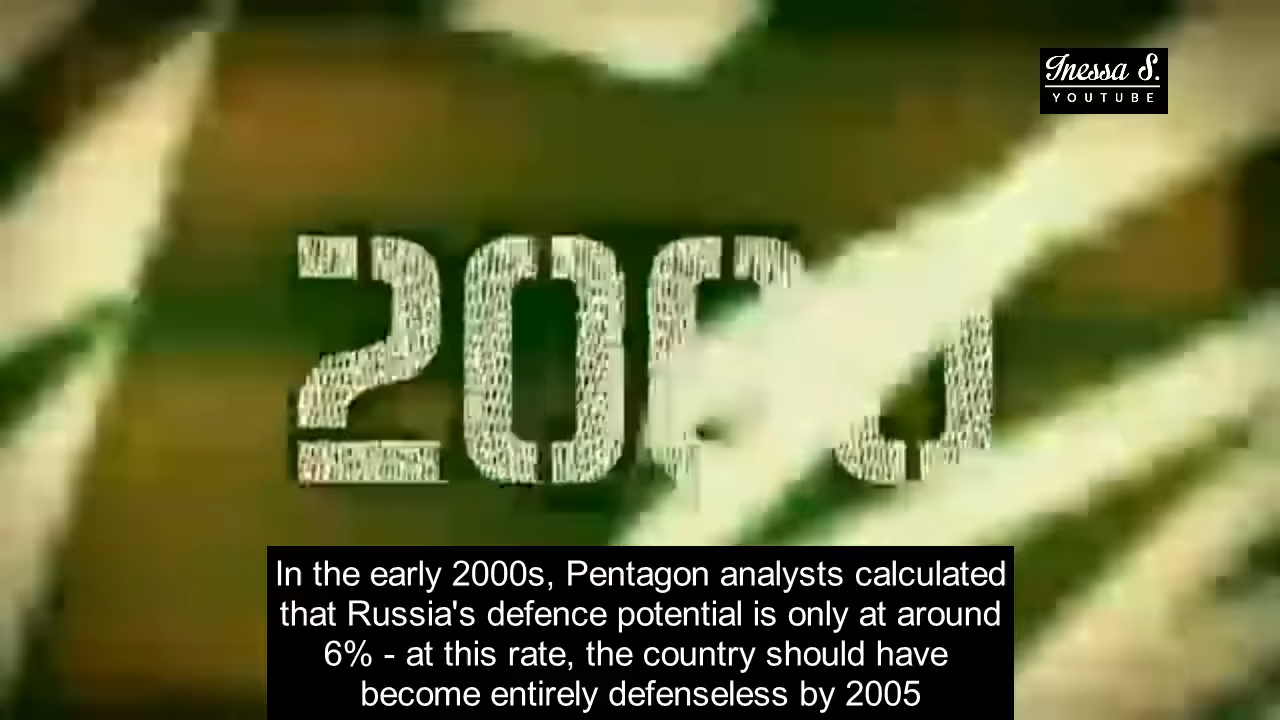 Inessa S.
YOUTUBE
2000
In the early 2000s, Pentagon analysts calculated
that Russia's defence potential is only at around
6% - at this rate, the country should have
become entirely defenseless by 2005